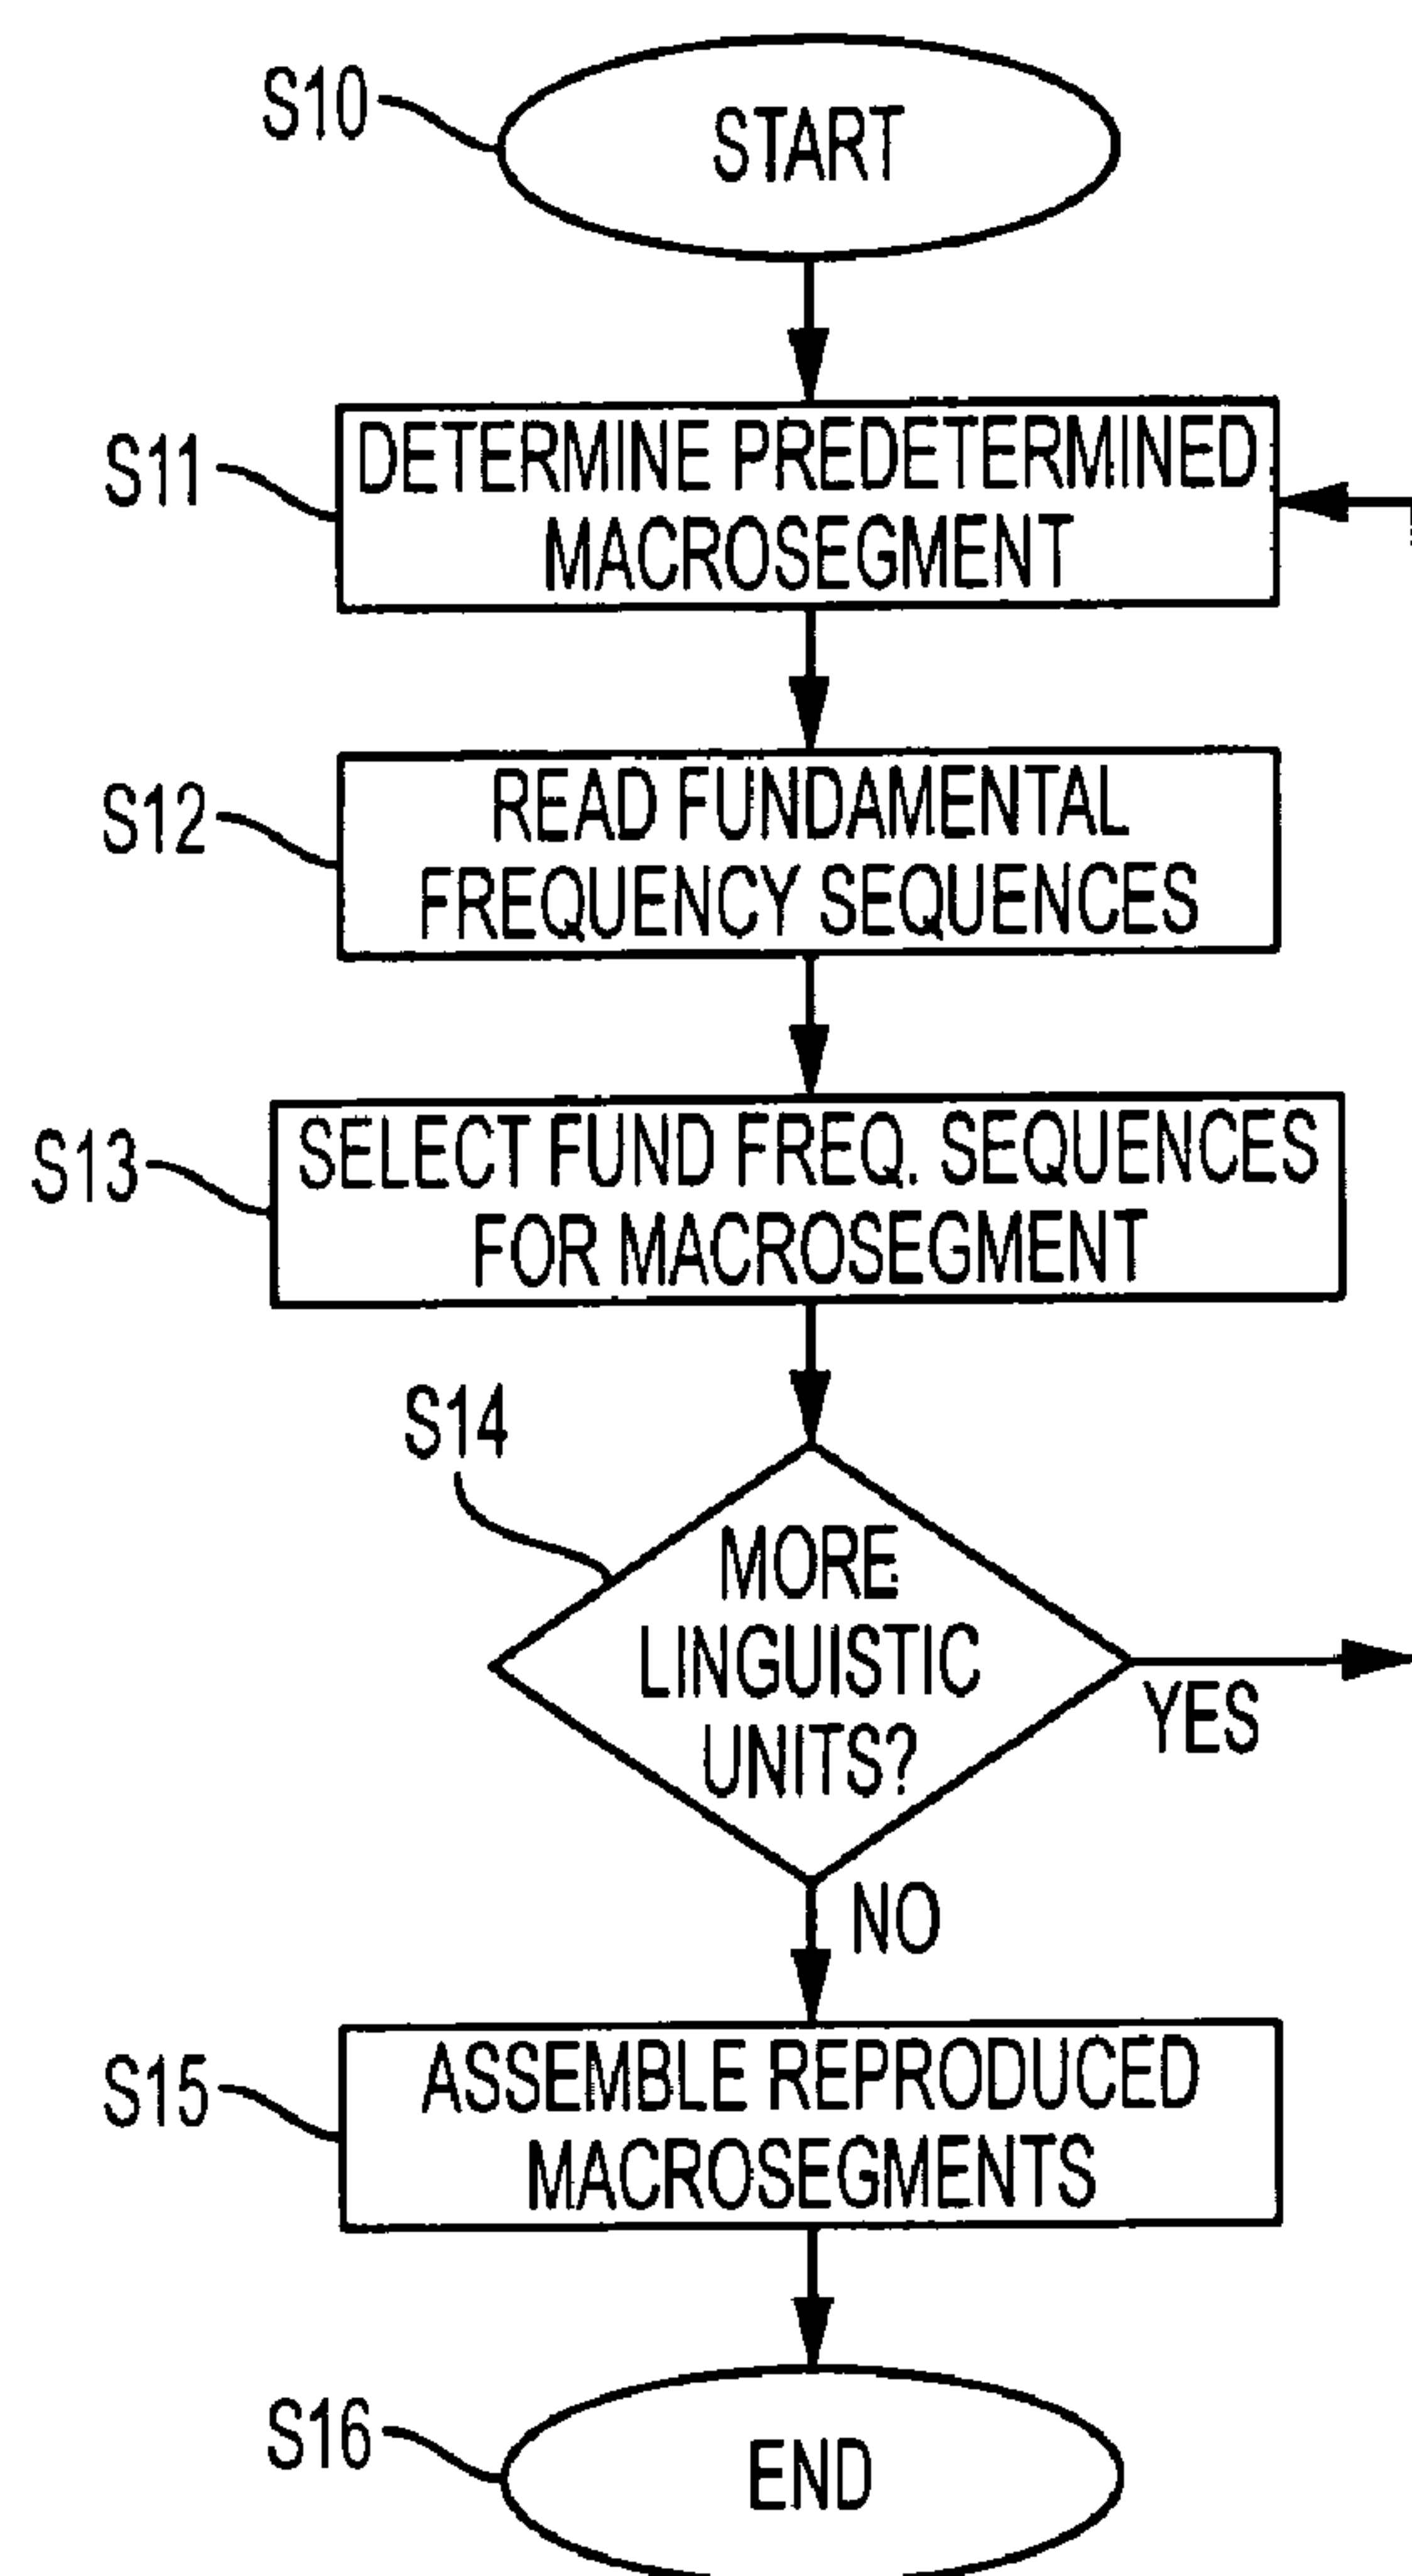 S10
START
S11
DETERMINE PREDETERMINED
MACROSEGMENT
S12
READ FUNDAMENTAL
FREQUENCY SEQUENCES
S13
SELECT FUND FREQ. SEQUENCES
FOR MACROSEGMENT
S14
MORE
LINGUISTIC
UNITS?
YES
NO
S15
ASSEMBLE REPRODUCED
MACROSEGMENTS
S16
END